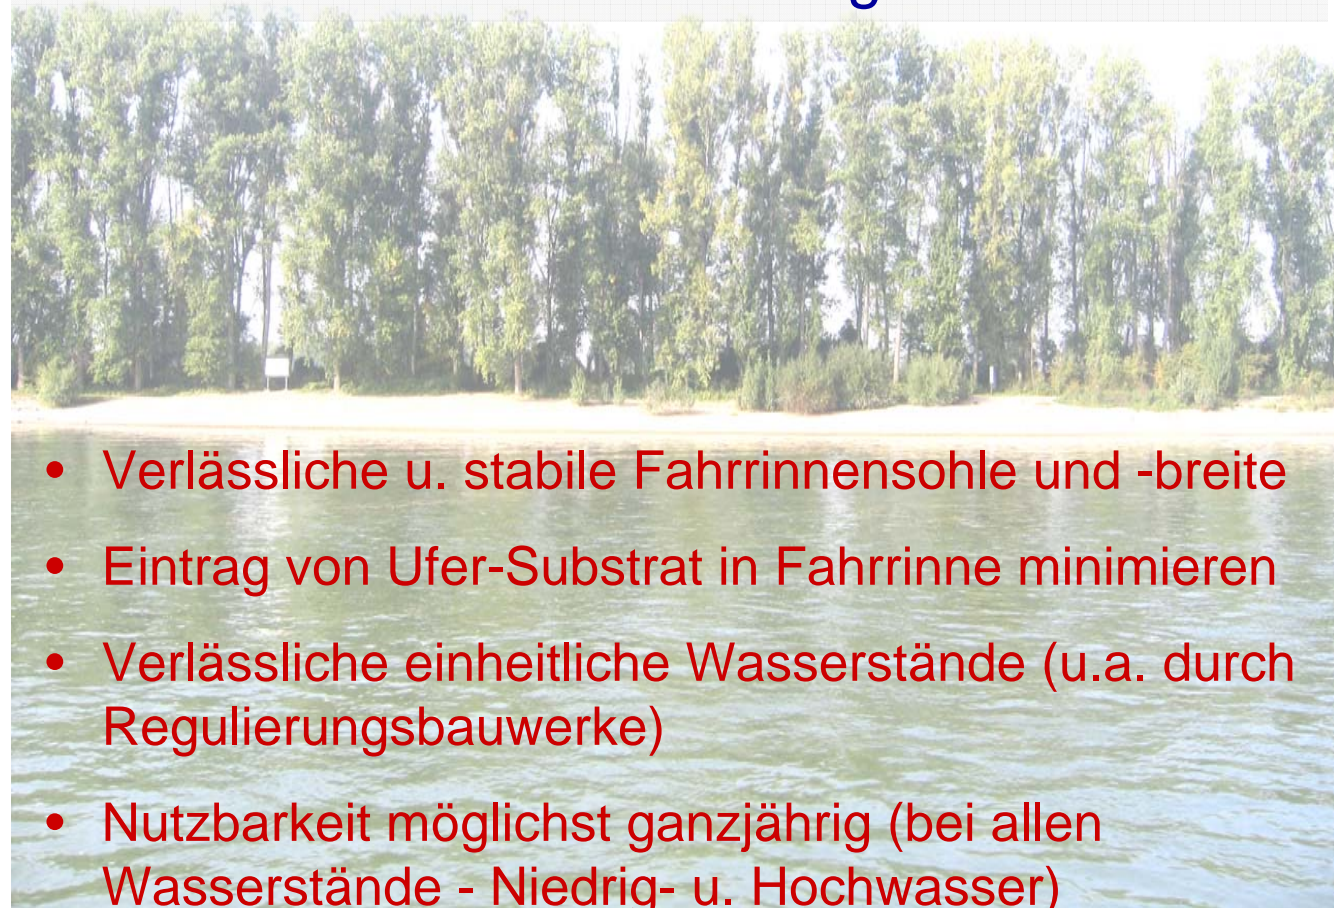 • Verlässliche u. stabile Fahrrinnensohle und -breite
• Eintrag von Ufer-Substrat in Fahrrinne minimieren
• Verlässliche einheitliche Wasserstände (u.a. durch
Regulierungsbauwerke)
• Nutzbarkeit möglichst ganzjährig (bei allen
Wasserstände - Niedrig- u. Hochwasser)